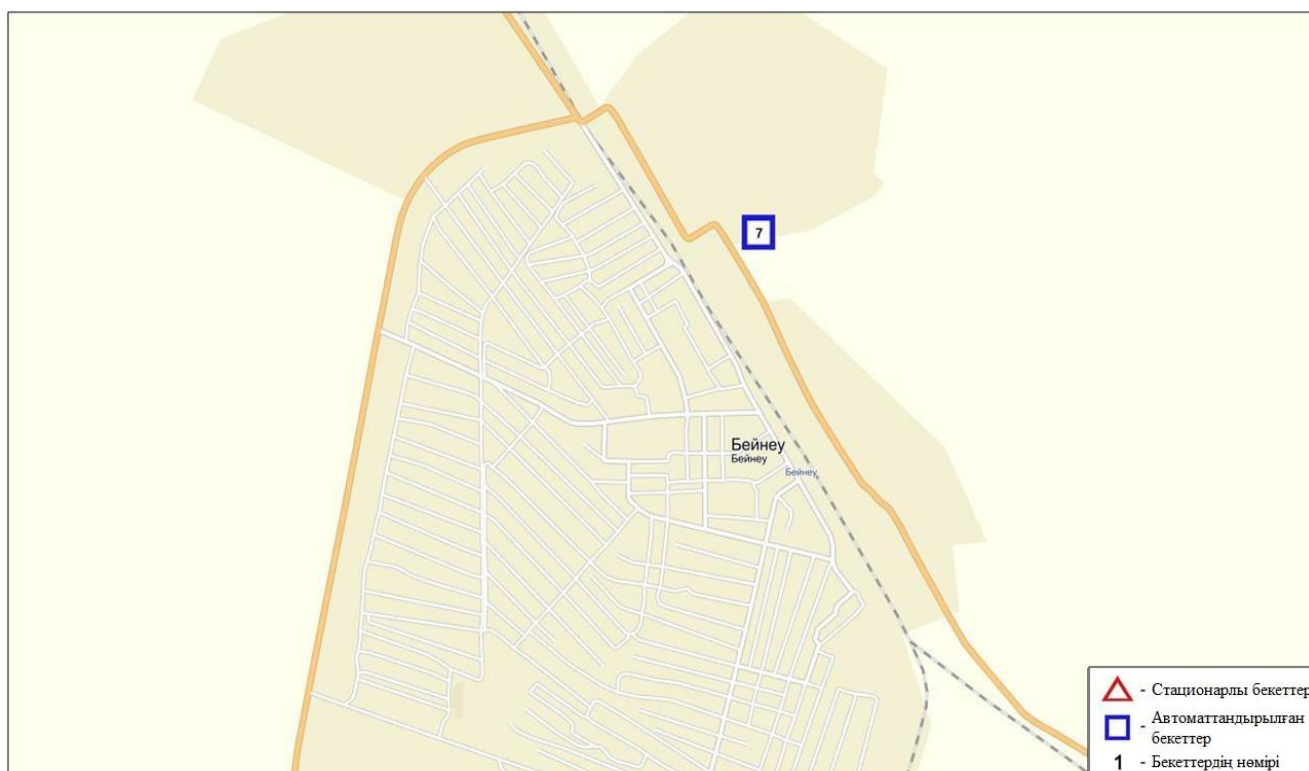 7
Бейнеу
Бейнеу
Бейнеу
- Стационарлы бекеттер
- Автоматтандырылған
бекеттер
1 - Бекеттердің нөмірі